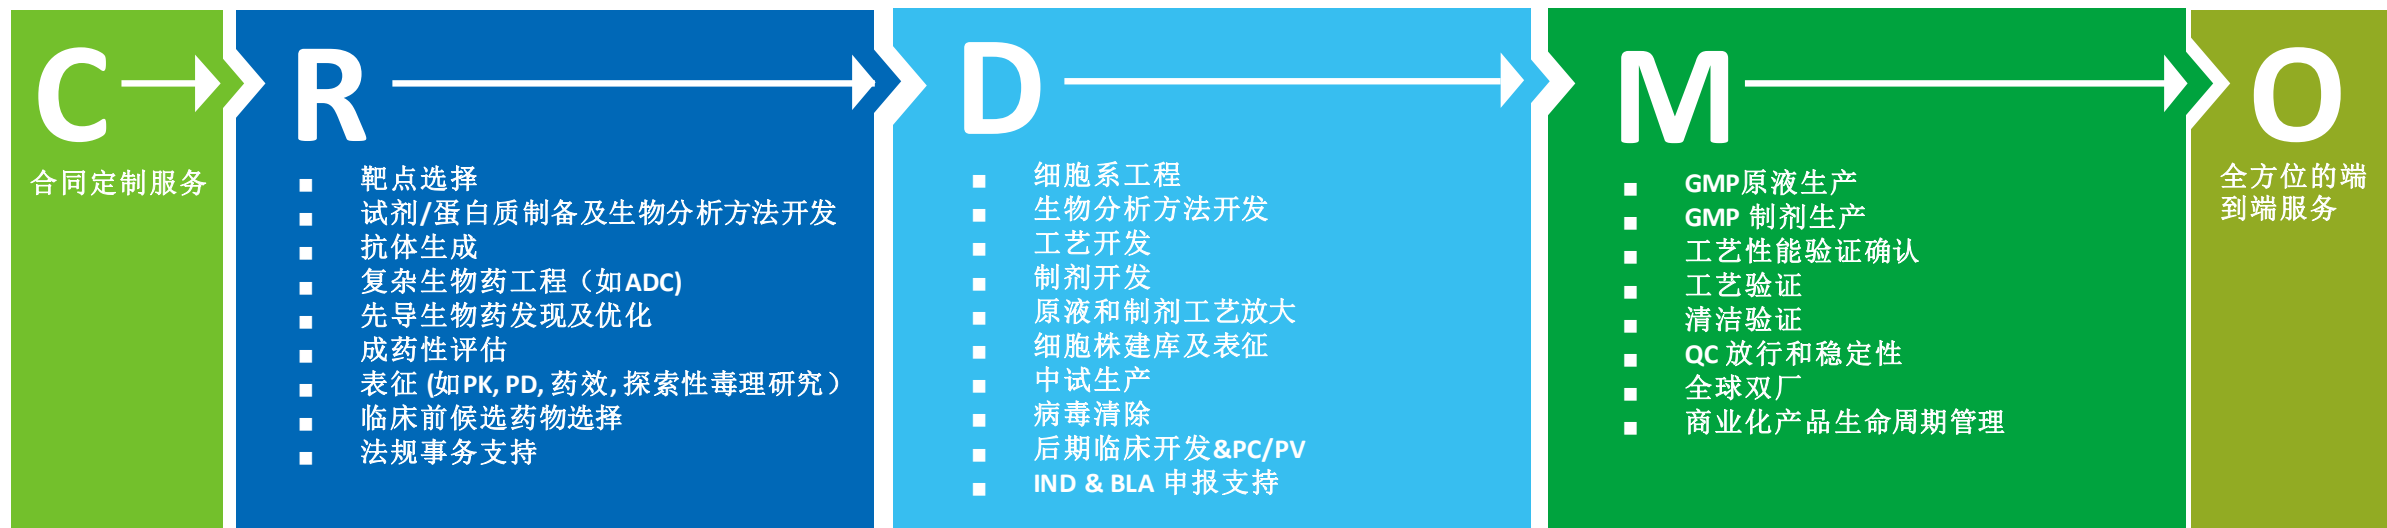 C
合同定制服务
R
靶点选择
试剂/蛋白质制备及生物分析方法开发
抗体生成
复杂生物药工程（如ADC)
先导生物药发现及优化
成药性评估
表征 (如PK, PD, 药效, 探索性毒理研究）
临床前候选药物选择
法规事务支持
D
细胞系工程
生物分析方法开发
工艺开发
制剂开发
原液和制剂工艺放大
细胞株建库及表征
中试生产
病毒清除
后期临床开发&PC/PV
IND & BLA 申报支持
M
GMP原液生产
GMP 制剂生产
工艺性能验证确认
工艺验证
清洁验证
QC 放行和稳定性
全球双厂
商业化产品生命周期管理
O
全方位的端
到端服务